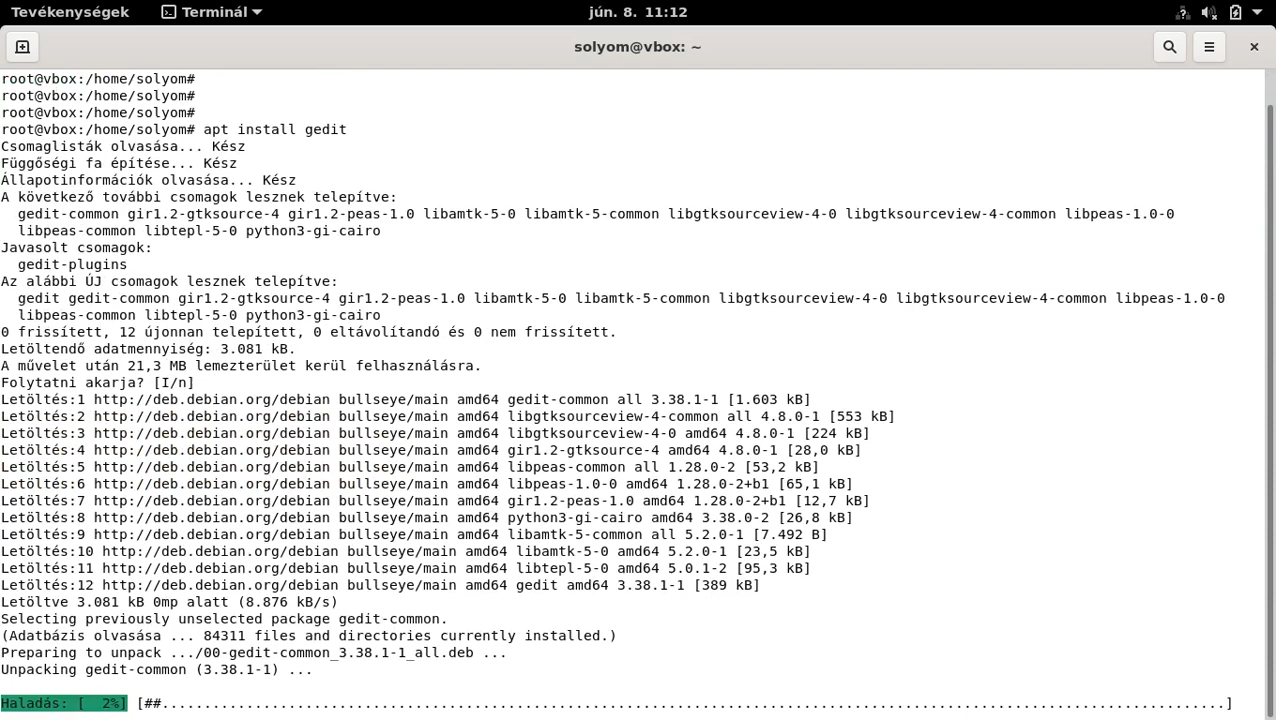 Tevékenységek
Terminál
jún. 8. 11:12
solyom@vbox: ~
root@vbox:/home/solyom#
root@vbox:/home/solyom#
root@vbox:/home/solyom#
root@vbox:/home/solyom# apt install gedit
Csomaglisták olvasása... Kész
Függőségi fa építése... Kész
Állapotinformációk olvasása... Kész
A következő további csomagok lesznek telepítve:
  gedit-common gir1.2-gtksource-4 gir1.2-peas-1.0 libamtk-5-0 libamtk-5-common libgtksourceview-4-0 libgtksourceview-4-common libpeas-1.0-0
  libpeas-common libtepl-5-0 python3-gi-cairo
Javasolt csomagok:
  gedit-plugins
Az alábbi ÚJ csomagok lesznek telepítve:
  gedit gedit-common gir1.2-gtksource-4 gir1.2-peas-1.0 libamtk-5-0 libamtk-5-common libgtksourceview-4-0 libgtksourceview-4-common libpeas-1.0-0
  libpeas-common libtepl-5-0 python3-gi-cairo
0 frissített, 12 újonnan telepített, 0 eltávolítandó és 0 nem frissített.
Letöltendő adatmennyiség: 3.081 kB.
A művelet után 21,3 MB lemezterület kerül felhasználásra.
Folytatni akarja? [I/n]
Letöltés:1 http://deb.debian.org/debian bullseye/main amd64 gedit-common all 3.38.1-1 [1.603 kB]
Letöltés:2 http://deb.debian.org/debian bullseye/main amd64 libgtksourceview-4-common all 4.8.0-1 [553 kB]
Letöltés:3 http://deb.debian.org/debian bullseye/main amd64 libgtksourceview-4-0 amd64 4.8.0-1 [224 kB]
Letöltés:4 http://deb.debian.org/debian bullseye/main amd64 gir1.2-gtksource-4 amd64 4.8.0-1 [28,0 kB]
Letöltés:5 http://deb.debian.org/debian bullseye/main amd64 libpeas-common all 1.28.0-2 [53,2 kB]
Letöltés:6 http://deb.debian.org/debian bullseye/main amd64 libpeas-1.0-0 amd64 1.28.0-2+b1 [65,1 kB]
Letöltés:7 http://deb.debian.org/debian bullseye/main amd64 gir1.2-peas-1.0 amd64 1.28.0-2+b1 [12,7 kB]
Letöltés:8 http://deb.debian.org/debian bullseye/main amd64 python3-gi-cairo amd64 3.38.0-2 [26,8 kB]
Letöltés:9 http://deb.debian.org/debian bullseye/main amd64 libamtk-5-common all 5.2.0-1 [7.492 B]
Letöltés:10 http://deb.debian.org/debian bullseye/main amd64 libamtk-5-0 amd64 5.2.0-1 [23,5 kB]
Letöltés:11 http://deb.debian.org/debian bullseye/main amd64 libtepl-5-0 amd64 5.0.1-2 [95,3 kB]
Letöltés:12 http://deb.debian.org/debian bullseye/main amd64 gedit amd64 3.38.1-1 [389 kB]
Letöltve 3.081 kB 0mp alatt (8.876 kB/s)
Selecting previously unselected package gedit-common.
(Adatbázis olvasása ... 84311 files and directories currently installed.)
Preparing to unpack .../00-gedit-common_3.38.1-1_all.deb ...
Unpacking gedit-common (3.38.1-1) ...
Haladás: [  2%] [##..............................................................................................................................]